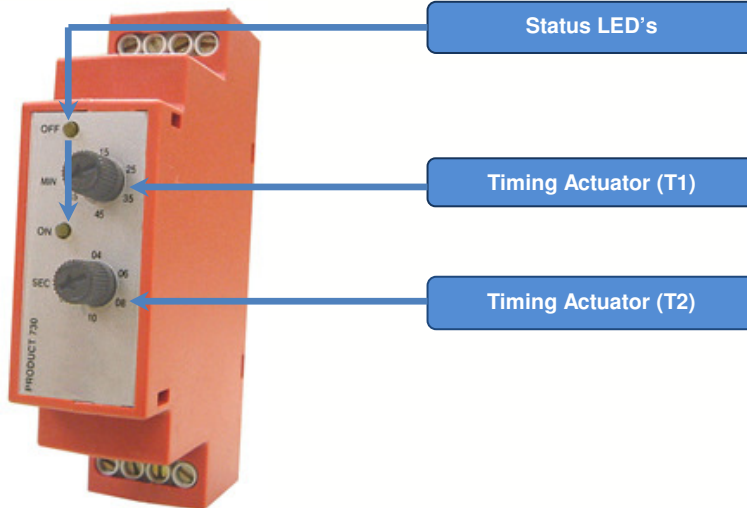 Status LED's
OFF
15
25
MIN
35
45
Timing Actuator (T1)
ON
04
06
SEC
08
10
Timing Actuator (T2)
PRODUCT 730